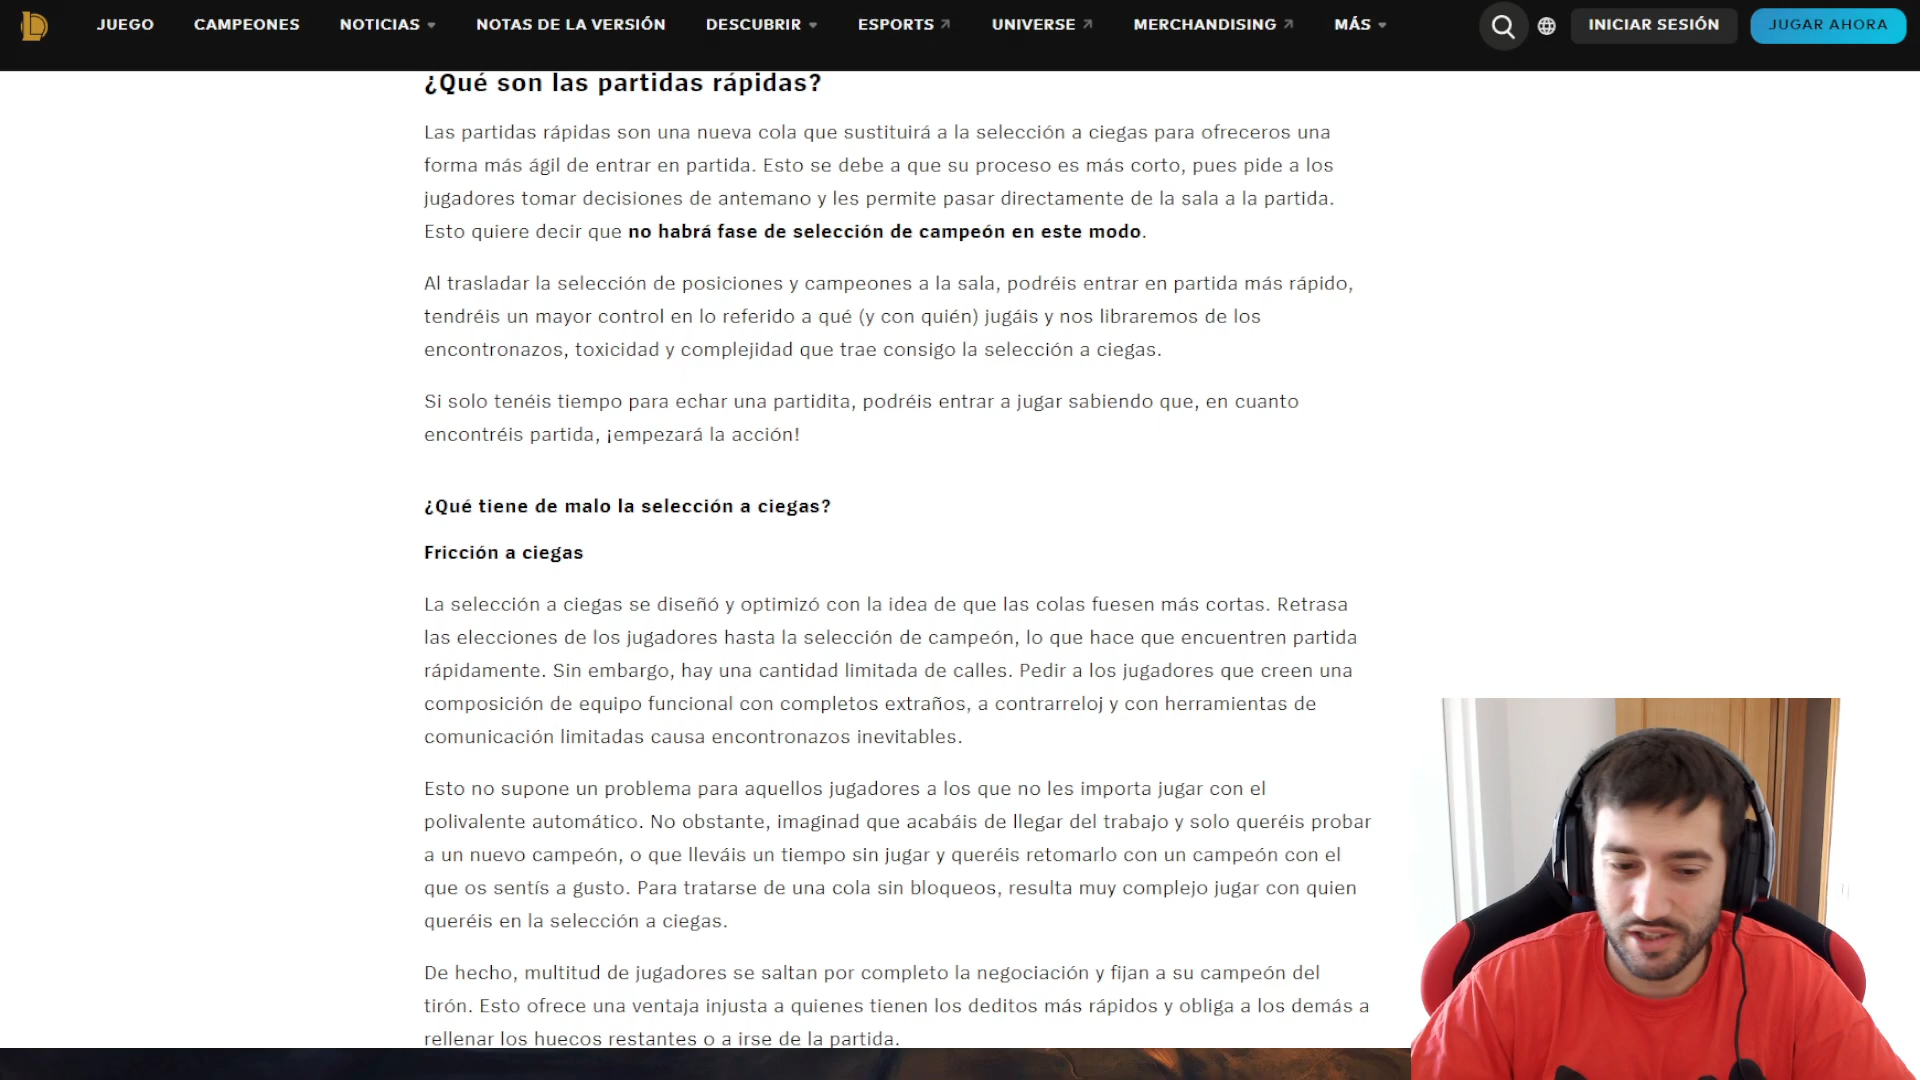 JUEGO CAMPEONES NOTICIAS NOTAS DE LA VERSIÓN DESCUBRIR ESPORTS UNIVERSE MERCHANDISING MÁS INICIAR SESIÓN JUGAR AHORA
¿Qué son las partidas rápidas?
Las partidas rápidas son una nueva cola que sustituirá a la selección a ciegas para ofreceros una
forma más ágil de entrar en partida. Esto se debe a que su proceso es más corto, pues pide a los
jugadores tomar decisiones de antemano y les permite pasar directamente de la sala a la partida.
Esto quiere decir que no habrá fase de selección de campeón en este modo.
Al trasladar la selección de posiciones y campeones a la sala, podréis entrar en partida más rápido,
tendréis un mayor control en lo referido a qué (y con quién) jugáis y nos libraremos de los
encontronazos, toxicidad y complejidad que trae consigo la selección a ciegas.
Si solo tenéis tiempo para echar una partidita, podréis entrar a jugar sabiendo que, en cuanto
encontréis partida, ¡empezará la acción!
¿Qué tiene de malo la selección a ciegas?
Fricción a ciegas
La selección a ciegas se diseñó y optimizó con la idea de que las colas fuesen más cortas. Retrasa
las elecciones de los jugadores hasta la selección de campeón, lo que hace que encuentren partida
rápidamente. Sin embargo, hay una cantidad limitada de calles. Pedir a los jugadores que creen una
composición de equipo funcional con completos extraños, a contrarreloj y con herramientas de
comunicación limitadas causa encontronazos inevitables.
Esto no supone un problema para aquellos jugadores a los que no les importa jugar con el
polivalente automático. No obstante, imaginad que acabáis de llegar del trabajo y solo queréis probar
a un nuevo campeón, o que lleváis un tiempo sin jugar y queréis retomarlo con un campeón con el
que os sentís a gusto. Para tratarse de una cola sin bloqueos, resulta muy complejo jugar con quien
queréis en la selección a ciegas.
De hecho, multitud de jugadores se saltan por completo la negociación y fijan a su campeón del
tirón. Esto ofrece una ventaja injusta a quienes tienen los deditos más rápidos y obliga a los demás a
rellenar los huecos restantes o a irse de la partida.